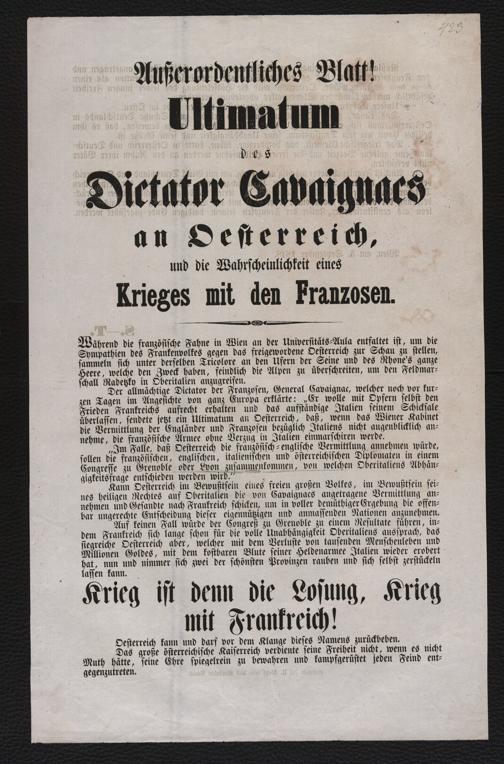 723
Außerordentliches Blatt!
Ultimatum
des
Dictator Cavaignacs
an Oesterreich,
und die Wahrscheinlichkeit eines
Krieges mit den Franzosen.
Während die französische Fahne in Wien an der Universitäts-Aula entfaltet ist, um die
Sympathien des Frankenvolkes gegen das freigewordene Oesterreich zur Schau zu stellen,
sammeln sich unter derselben Tricolore an den Ufern der Seine und des Rhone's ganze
Heere, welche den Zweck haben, feindlich die Alpen zu überschreiten, um den Feldmar-
schall Radetzky in Oberitalien anzugreifen.
Der allmächtige Dictator der Franzosen, General Cavaignac, welcher noch vor kur-
zen Tagen im Angesichte von ganz Europa erklärte: „Er wolle mit Opfern selbst den
Frieden Frankreichs aufrecht erhalten und das aufständige Italien seinem Schicksale
überlassen, sendete jetzt ein Ultimatum an Oesterreich, daß, wenn das Wiener Kabinet
die Vermittlung der Engländer und Franzosen bezüglich Italiens nicht augenblicklich an-
nehme, die französische Armee ohne Verzug in Italien einmarschiren werde.
„Im Falle, daß Oesterreich die französisch-englische Vermittlung annehmen würde,
sollen die französischen, englischen, italienischen und österreichischen Diplomaten in einem
Congresse zu Grenoble oder Lyon zusammenkommen, von welchen Oberitaliens Abhän-
gigkeitsfrage entschieden werden wird."
Kann Oesterreich im Bewußtsein eines freien großen Volkes, im Bewußtsein sei-
nes heiligen Rechtes auf Oberitalien die von Cavaignacs angetragene Vermittlung an-
nehmen und Gesandte nach Frankreich schicken, um in voller demüthiger Ergebung die offen-
bar ungerechte Entscheidung dieser eigennützigen und anmassenden Nationen anzunehmen.
Auf keinen Fall würde der Congreß zu Grenoble zu einem Resultate führen, in-
dem Frankreich sich lange schon für die volle Unabhängigkeit Oberitaliens aussprach, das
siegreiche Oesterreich aber, welcher mit dem Verluste von tausenden Menschenleben und
Millionen Goldes, mit dem kostbaren Blute seiner Heldenarmee Italien wieder erobert
hat, nun und nimmer sich zwei der schönsten Provinzen rauben und sich selbst zerstückeln
lassen kann.
Krieg ist denn die Losung, Krieg
mit Frankreich!
Oesterreich kann und darf vor dem Klange dieses Namens zurückbeben.
Das große österreichische Kaiserreich verdiente seine Freiheit nicht, wenn es nicht
Muth hätte, seine Ehre spiegelrein zu bewahren und kampfgerüstet jeden Feind ent-
gegenzutreten.